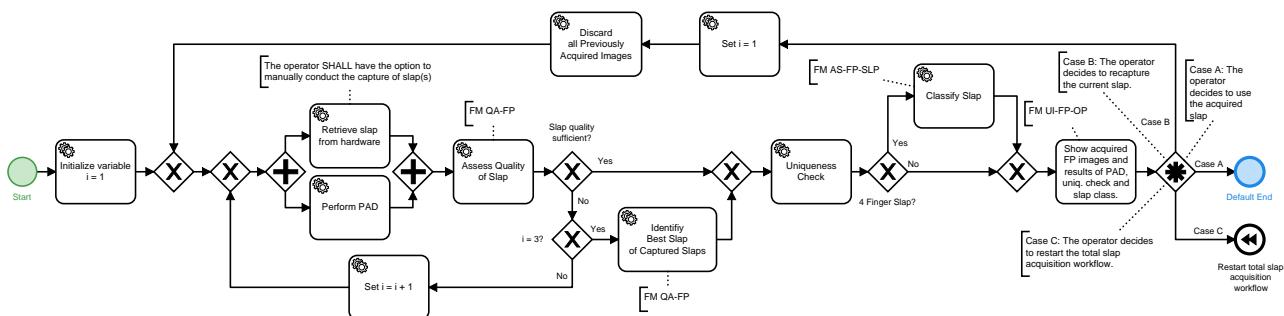 Discard
all Previously
Acquired Images
Set i = 1
The operator SHALL have the option to
manually conduct the capture of slap(s)
FM AS-FP-SLP
Classify Slap
Case B: The operator
decides to recapture
the current slap.
Case A: The
operator
decides to use
the acquired
slap
FM QA-FP
FM UI-FP-OP
Case B
Retrieve slap
from hardware
Slap quality
sufficient?
Yes
Initialize variable
i = 1
Assess Quality
of Slap
Yes
Uniqueness
Check
No
Show acquired
FP images and
results of PAD,
uniq. check and
slap class.
Case A
Start
Default End
Perform PAD
No
4 Finger Slap?
i = 3?
Yes
Identifiy
Best Slap
of Captured Slaps
Case C: The operator decides
to restart the total slap
acquisition workflow.
Case C
No
Restart total slap
acquisition
workflow
Set i = i + 1
FM QA-FP